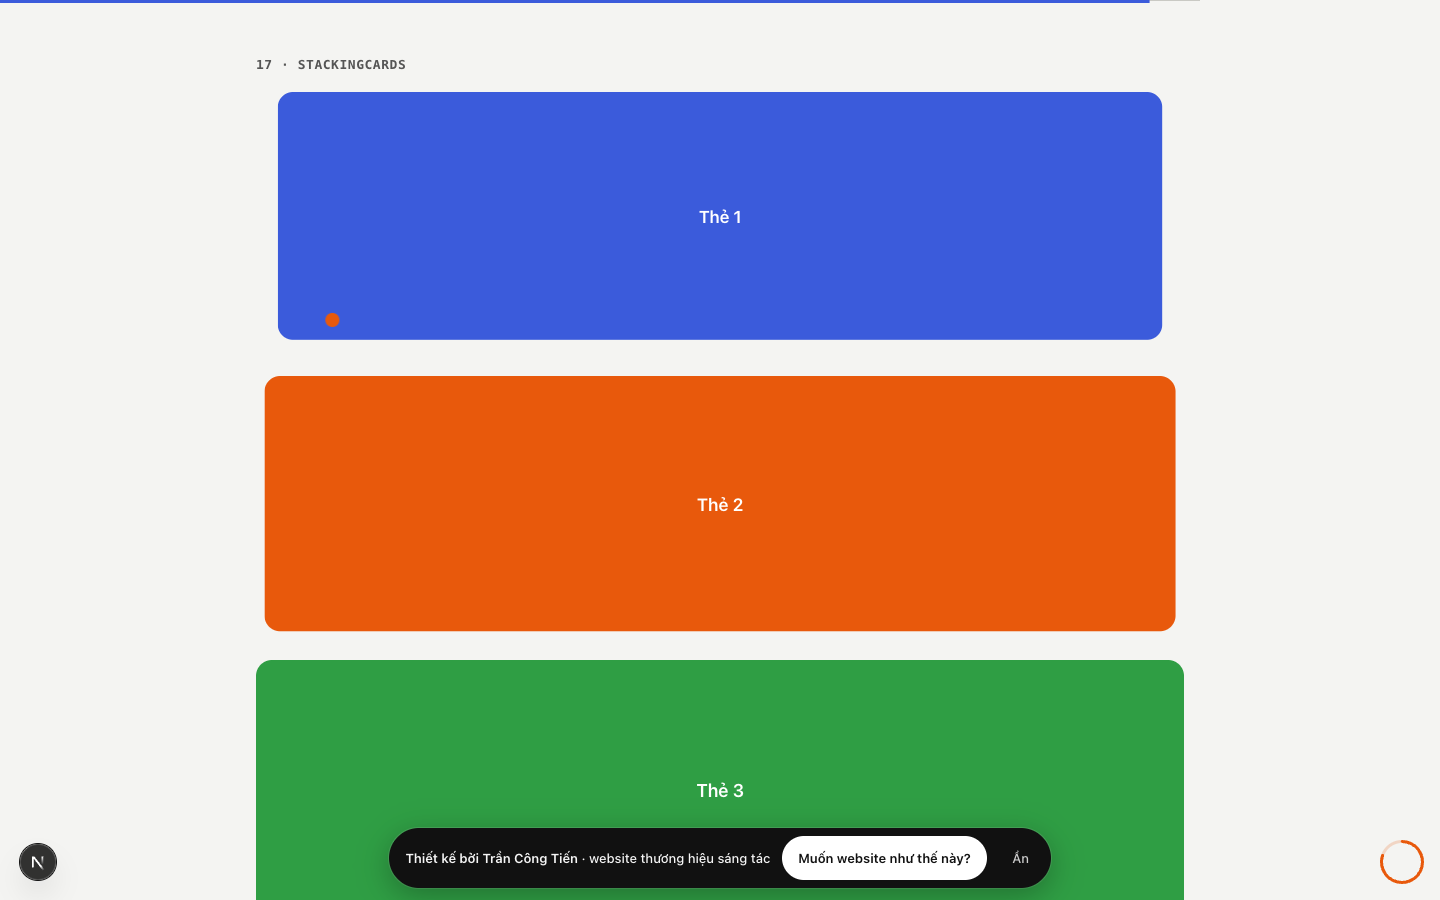 17 · STACKINGCARDS
Thẻ 1
Thẻ 2
Thẻ 3
Thiết kế bởi Trần Công Tiến · website thương hiệu sáng tác
Muốn website như thế này?
Ẩn
N